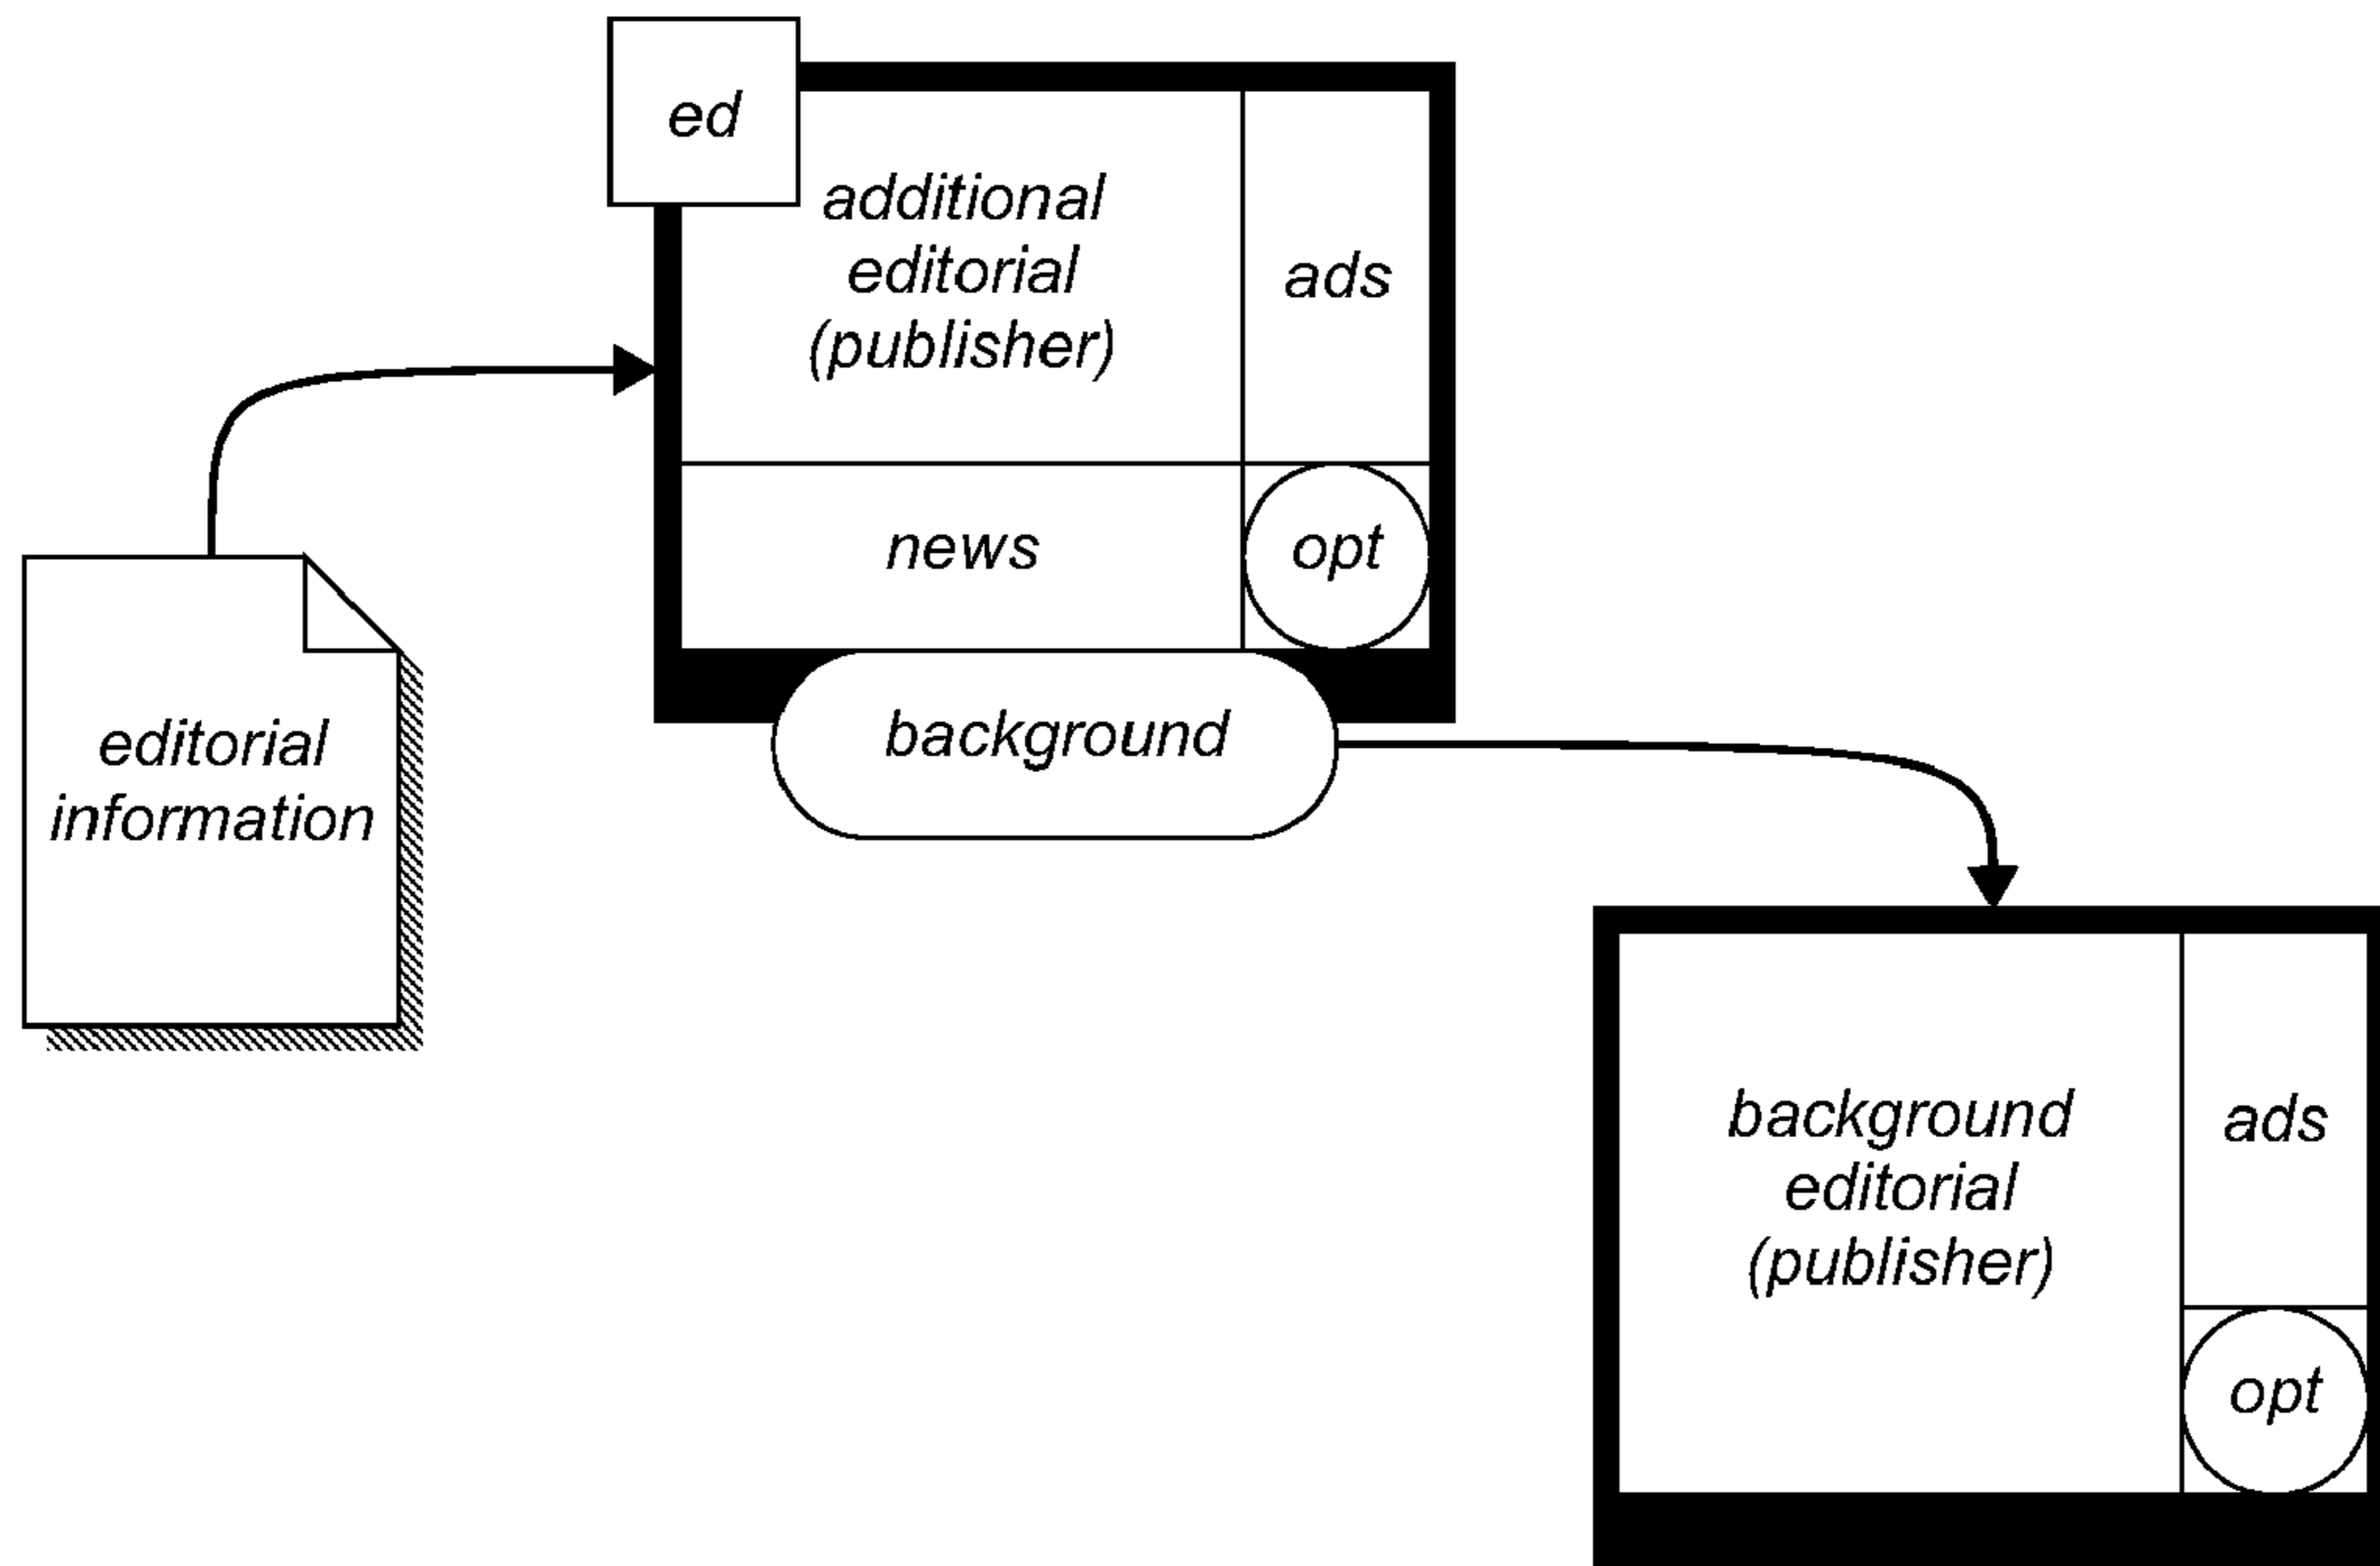 ed
additional
editorial
(publisher)
ads
news
opt
background
editorial
information
background
editorial
(publisher)
ads
opt